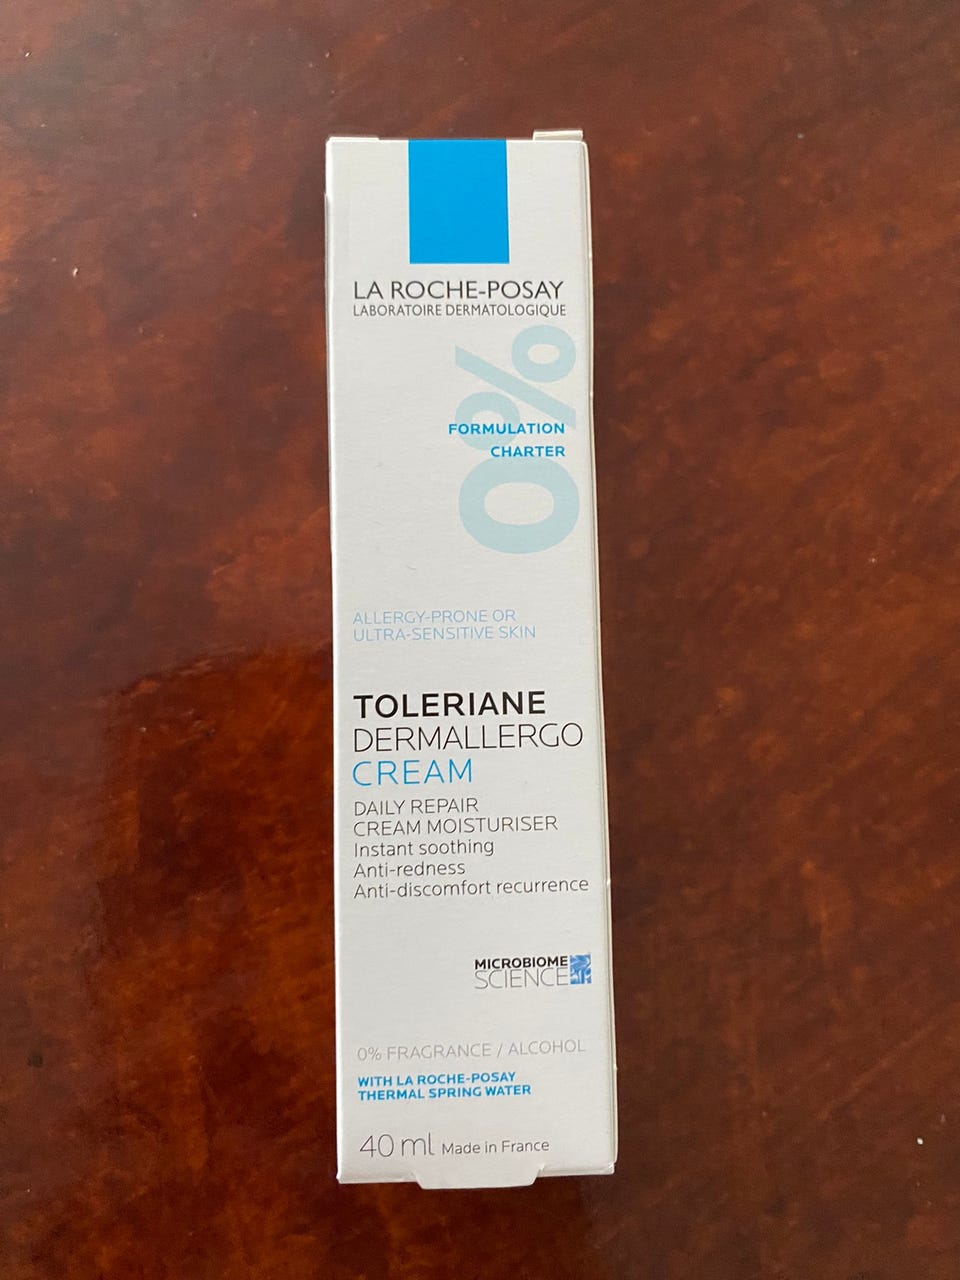 LA ROCHE-POSAY
LABORATOIRE DERMATOLOGIQUE
0%
FORMULATION
CHARTER
ALLERGY-PRONE OR
ULTRA-SENSITIVE SKIN
TOLERIANE
DERMALLERGO
CREAM
DAILY REPAIR
CREAM MOISTURISER
Instant soothing
Anti-redness
Anti-discomfort recurrence
MICROBIOME
SCIENCE
0% FRAGRANCE / ALCOHOL
WITH LA ROCHE-POSAY
THERMAL SPRING WATER
40 ml Made in France